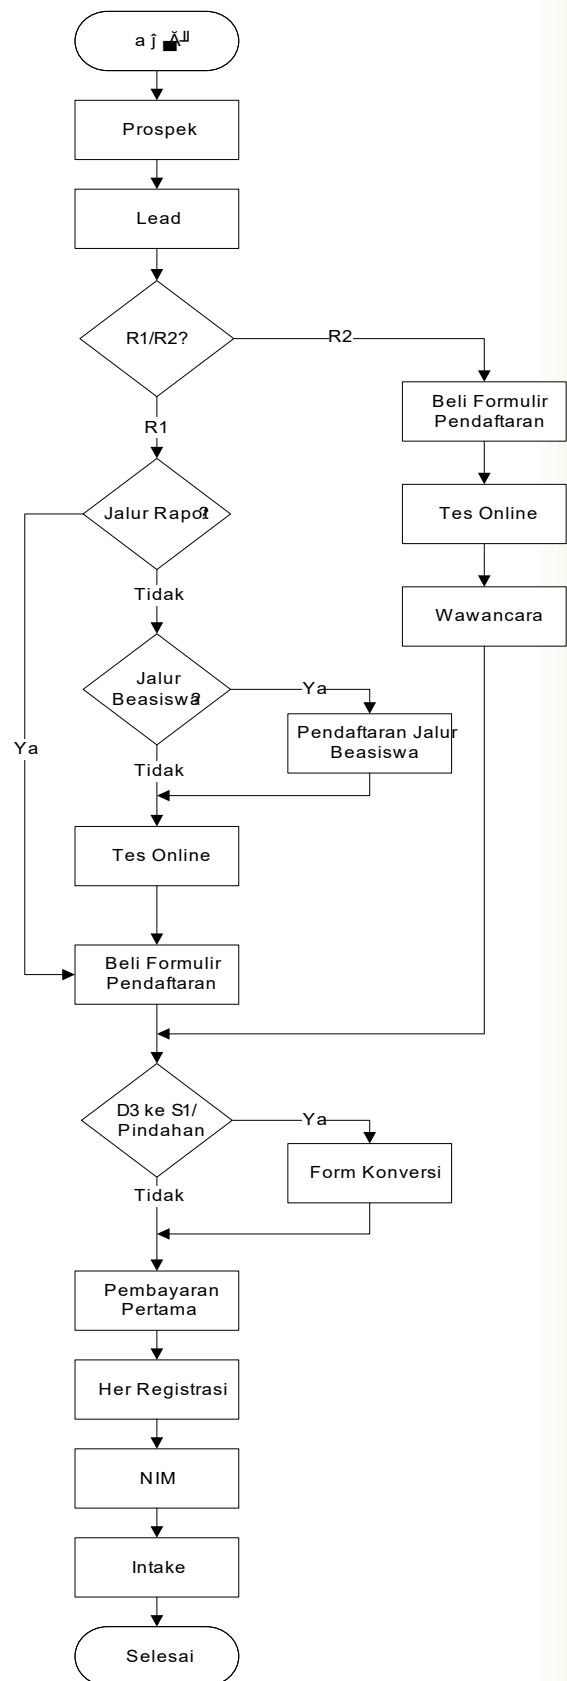 Prospek
Lead
R1/R2?
R2
Beli Formulir
Pendaftaran
R1
Jalur Rapot?
Tes Online
Tidak
Wawancara
Jalur
Beasiswa?
Ya
Pendaftaran Jalur
Beasiswa
Ya
Tidak
Tes Online
Beli Formulir
Pendaftaran
D3 ke S1/
Pindahan
Ya
Form Konversi
Tidak
Pembayaran
Pertama
Her Registrasi
NIM
Intake
Selesai